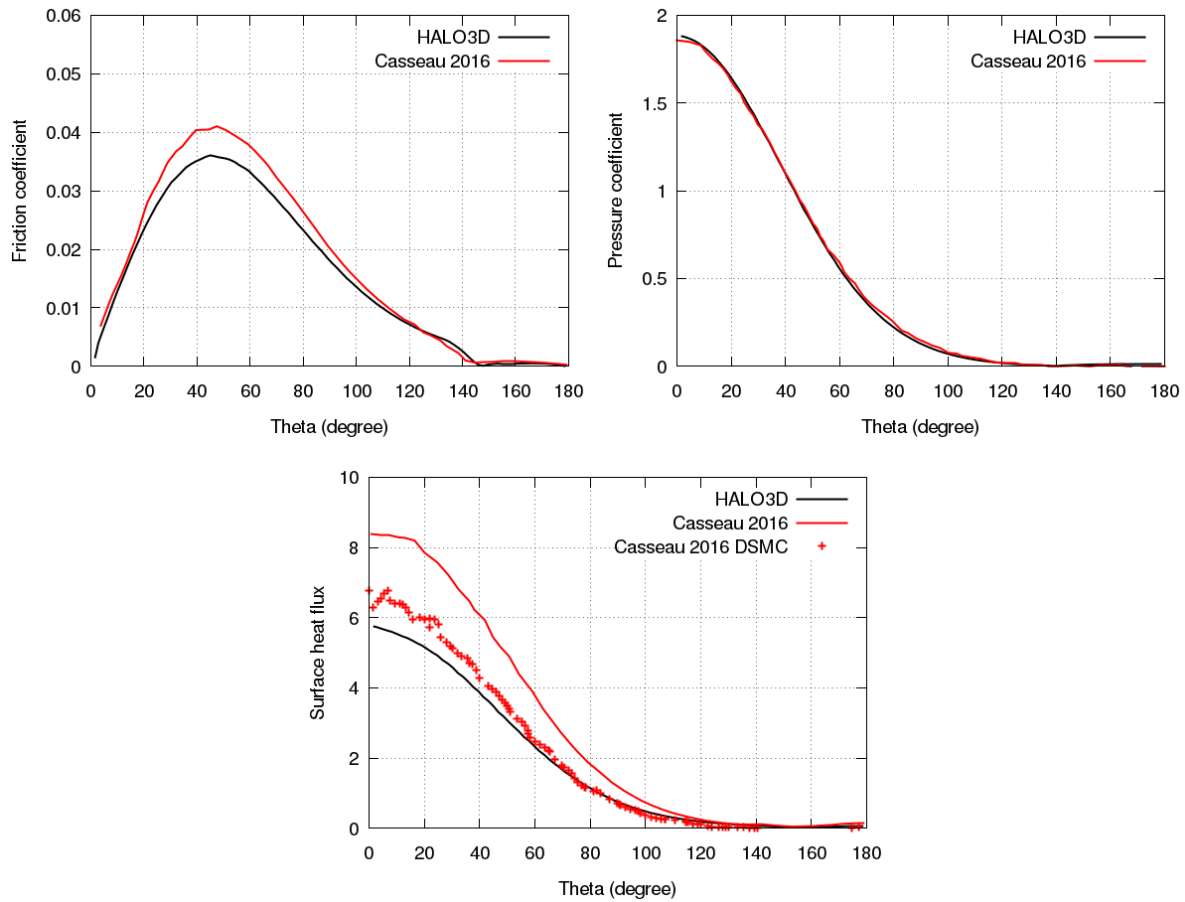 0.06
0.05
0.04
0.03
0.02
0.01
0
Friction coefficient
HALO3D
Casseau 2016
0 20 40 60 80 100 120 140 160 180
Theta (degree)
2
1.5
1
0.5
0
Pressure coefficient
HALO3D
Casseau 2016
0 20 40 60 80 100 120 140 160 180
Theta (degree)
10
8
6
4
2
0
Surface heat flux
HALO3D
Casseau 2016
Casseau 2016 DSMC
0 20 40 60 80 100 120 140 160 180
Theta (degree)